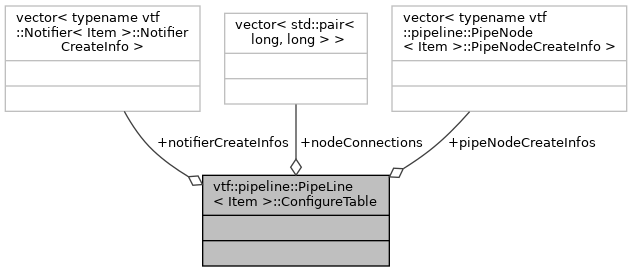 vector< typename vtf
::Notifier< Item >::Notifier
CreateInfo >
vector< std::pair<
long, long > >
vector< typename vtf
::pipeline::PipeNode
< Item >::PipeNodeCreateInfo >
+notifierCreateInfos
+nodeConnections
+pipeNodeCreateInfos
vtf::pipeline::PipeLine
< Item >::ConfigureTable